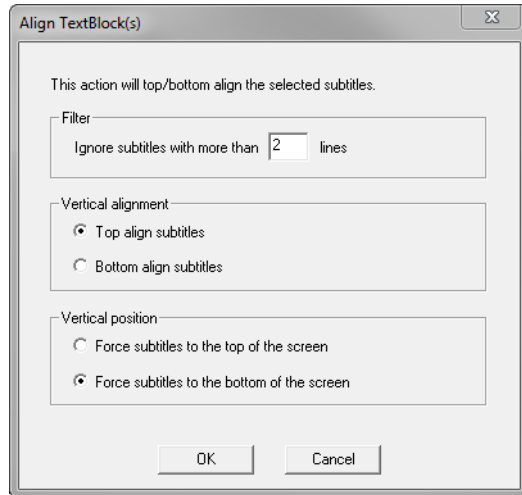 Align TextBlock(s)
This action will top/bottom align the selected subtitles.
Filter
Ignore subtitles with more than 2 lines
Vertical alignment
Top align subtitles
Bottom align subtitles
Vertical position
Force subtitles to the top of the screen
Force subtitles to the bottom of the screen
OK Cancel